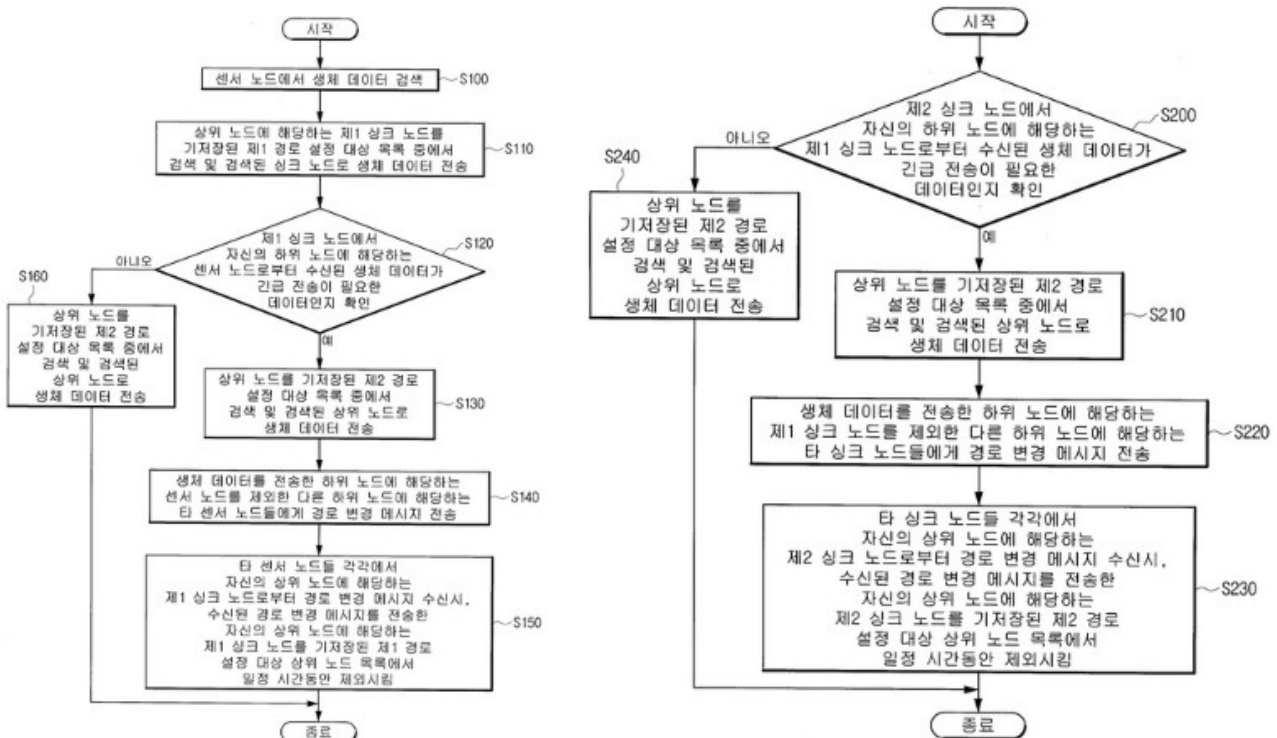 시작
센서 노드에서 생체 데이터 검색
S100
상위 노드에 해당하는 제1 싱크 노드를
기저장된 제1 경로 설정 대상 목록 중에서
검색 및 검색된 싱크 노드로 생체 데이터 전송
S110
제1 싱크 노드에서
자신의 하위 노드에 해당하는
센서 노드로부터 수신된 생체 데이터가
긴급 전송이 필요한
데이터인지 확인
S120
아니오
예
S160
상위 노드를
기저장된 제2 경로
설정 대상 목록 중에서
검색 및 검색된
상위 노드로
생체 데이터 전송
상위 노드를 기저장된 제2 경로
설정 대상 목록 중에서
검색 및 검색된 상위 노드로
생체 데이터 전송
S130
생체 데이터를 전송한 하위 노드에 해당하는
센서 노드를 제외한 다른 하위 노드에 해당하는
타 센서 노드들에게 경로 변경 메시지 전송
S140
타 센서 노드들 각각에서
자신의 상위 노드에 해당하는
제1 싱크 노드로부터 경로 변경 메시지 수신시,
수신된 경로 변경 메시지를 전송한
자신의 상위 노드에 해당하는
제1 싱크 노드를 기저장된 제1 경로
설정 대상 상위 노드 목록에서
일정 시간동안 제외시킴
S150
종료
시작
제2 싱크 노드에서
자신의 하위 노드에 해당하는
제1 싱크 노드로부터 수신된 생체 데이터가
긴급 전송이 필요한
데이터인지 확인
S200
아니오
예
S240
상위 노드를
기저장된 제2 경로
설정 대상 목록 중에서
검색 및 검색된
상위 노드로
생체 데이터 전송
상위 노드를 기저장된 제2 경로
설정 대상 목록 중에서
검색 및 검색된 상위 노드로
생체 데이터 전송
S210
생체 데이터를 전송한 하위 노드에 해당하는
제1 싱크 노드를 제외한 다른 하위 노드에 해당하는
타 싱크 노드들에게 경로 변경 메시지 전송
S220
타 싱크 노드들 각각에서
자신의 상위 노드에 해당하는
제2 싱크 노드로부터 경로 변경 메시지 수신시,
수신된 경로 변경 메시지를 전송한
자신의 상위 노드에 해당하는
제2 싱크 노드를 기저장된 제2 경로
설정 대상 상위 노드 목록에서
일정 시간동안 제외시킴
S230
종료